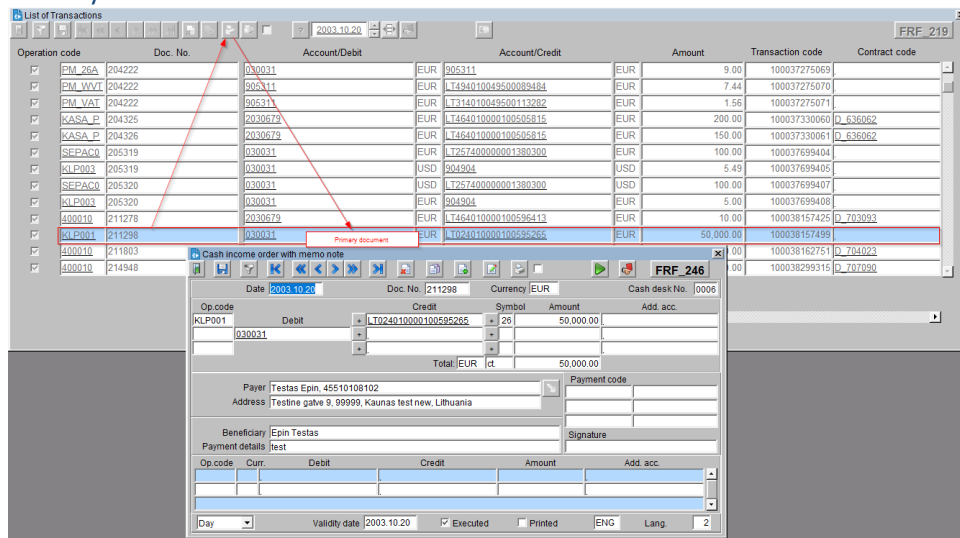 List of Transactions
? 2003.10.20 FRF_219
Operation code Doc. No. Account/Debit Account/Credit Amount Transaction code Contract code
PM_26A 204222 030031 EUR 905311 EUR 9.00 100037275069
PM_WVT 204222 905311 EUR LT494010049500089484 EUR 7.44 100037275070
PM_VAT 204222 905311 EUR LT314010049500113282 EUR 1.56 100037275071
KASA_P 204325 2030679 EUR LT464010000100505815 EUR 200.00 100037330060 D_636062
KASA_P 204326 2030679 EUR LT464010000100505815 EUR 150.00 100037330061 D_636062
SEPAC0 205319 030031 EUR LT257400000001380300 EUR 100.00 100037699404
KLP003 205319 030031 USD 904904 USD 5.49 100037699405
SEPAC0 205320 030031 USD LT257400000001380300 USD 100.00 100037699407
KLP003 205320 030031 EUR 904904 EUR 5.00 100037699408
400010 211278 2030679 EUR LT464010000100596413 EUR 10.00 100038157425 D_703093
KLP001 211298 030031 EUR LT024010000100595265 EUR 50,000.00 100038157499
Primary document
400010 211803 100038162751 D_704023
400010 214948 100038299315 D_707090
Cash income order with memo note
FRF_246
Date 2003.10.20 Doc. No. 211298 Currency EUR Cash desk No. 0006
Op.code Debit Credit Symbol Amount Add. acc.
KLP001 + LT024010000100595265 + 26 50,000.00
030031 + +
+ +
Total: EUR ct. 50,000.00
Payment code
Payer Testas Epin, 45510108102
Address Testine gatve 9, 99999, Kaunas test new, Lithuania
Beneficiary Epin Testas
Signature
Payment details test
Op.code Curr. Debit Credit Amount Add. acc.
Day Validity date 2003.10.20 Executed Printed ENG Lang. 2